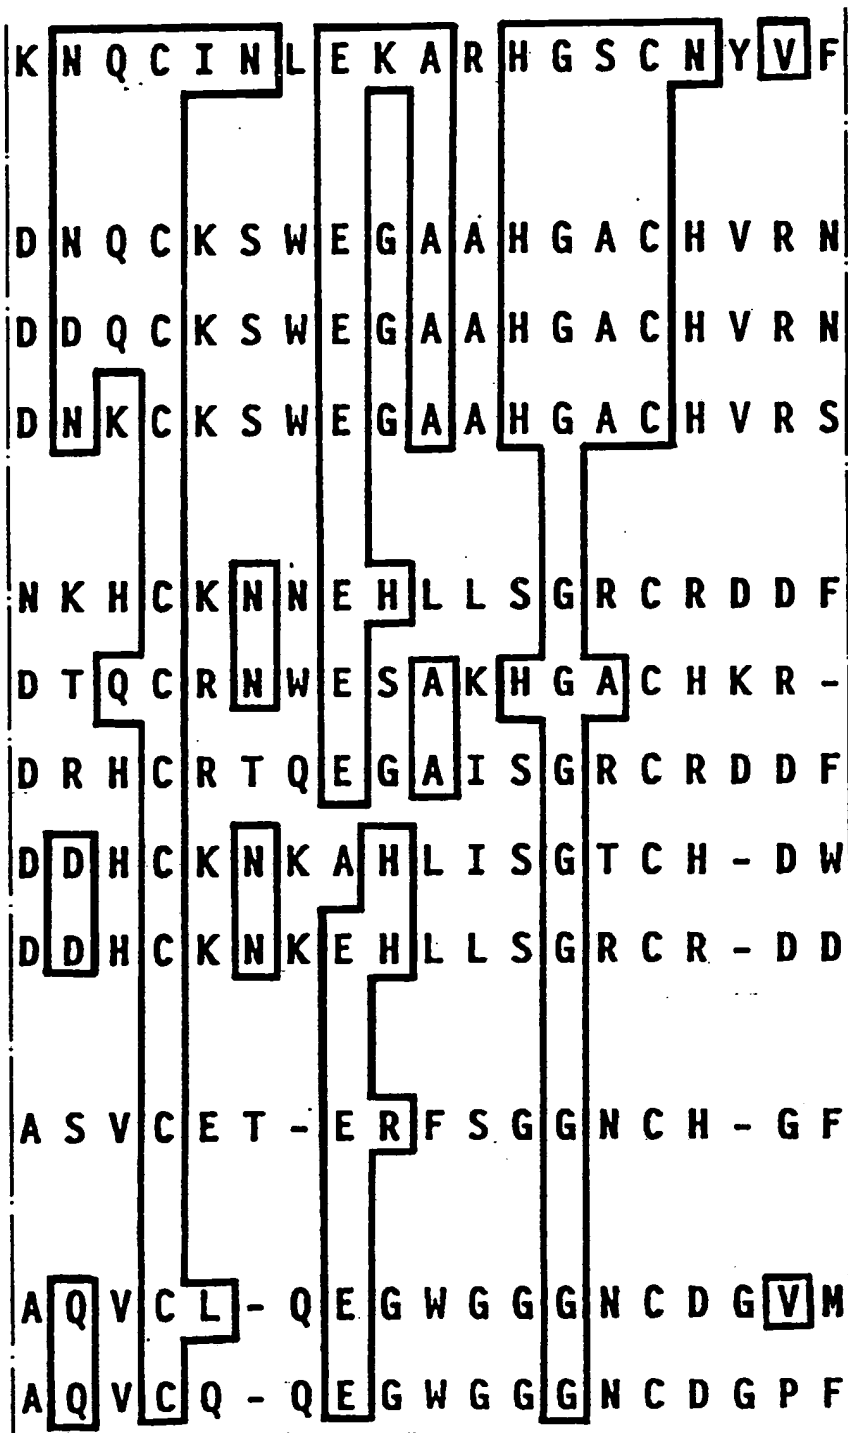 K N Q C I N L E K A R H G S C N Y V F
D N Q C K S W E G A A H G A C H V R N
D D Q C K S W E G A A H G A C H V R N
D N K C K S W E G A A H G A C H V R S
N K H C K N N E H L L S G R C R D D F
D T Q C R N W E S A K H G A C H K R -
D R H C R T Q E G A I S G R C R D D F
D D H C K N K A H L I S G T C H - D W
D D H C K N K E H L L S G R C R - D D
A S V C E T - E R F S G G N C H - G F
A Q V C L - Q E G W G G G N C D G V M
A Q V C Q - Q E G W G G G N C D G P F